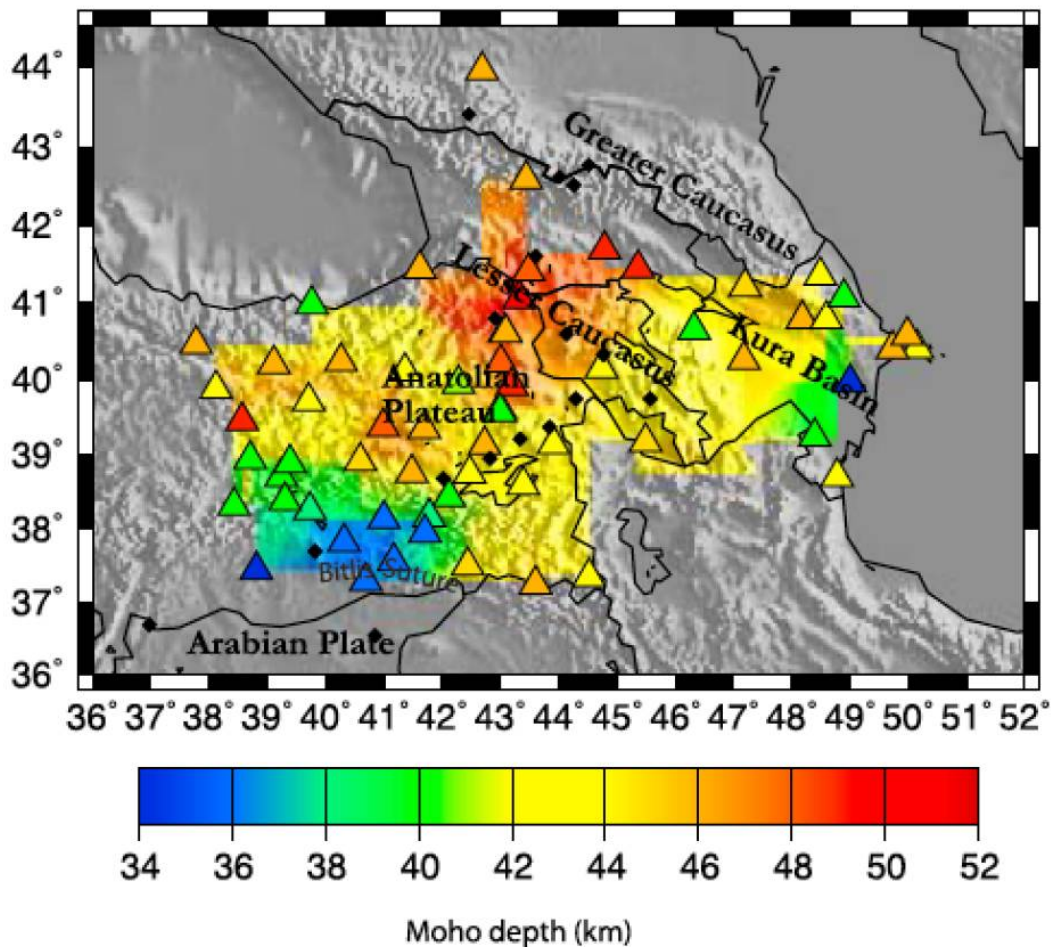 44°
43°
42°
41°
40°
39°
38°
37°
36°
Greater Caucasus
Lesser Caucasus
Kura Basin
Anatolian
Plateau
Bitlis Suture
Arabian Plate
36° 37° 38° 39° 40° 41° 42° 43° 44° 45° 46° 47° 48° 49° 50° 51° 52°
34 36 38 40 42 44 46 48 50 52
Moho depth (km)